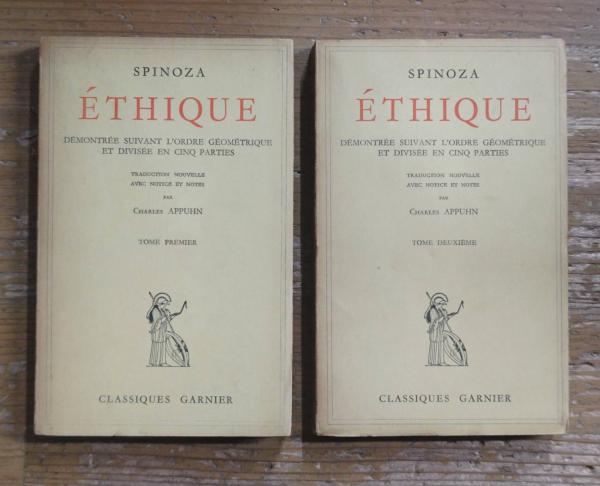 SPINOZA
ÉTHIQUE
DÉMONTRÉE SUIVANT L'ORDRE GÉOMÉTRIQUE
ET DIVISÉE EN CINQ PARTIES
TRADUCTION NOUVELLE
AVEC NOTICE ET NOTES
PAR
CHARLES APPUHN
TOME PREMIER
CLASSIQUES GARNIER
SPINOZA
ÉTHIQUE
DÉMONTRÉE SUIVANT L'ORDRE GÉOMÉTRIQUE
ET DIVISÉE EN CINQ PARTIES
TRADUCTION NOUVELLE
AVEC NOTICE ET NOTES
PAR
CHARLES APPUHN
TOME DEUXIÈME
CLASSIQUES GARNIER